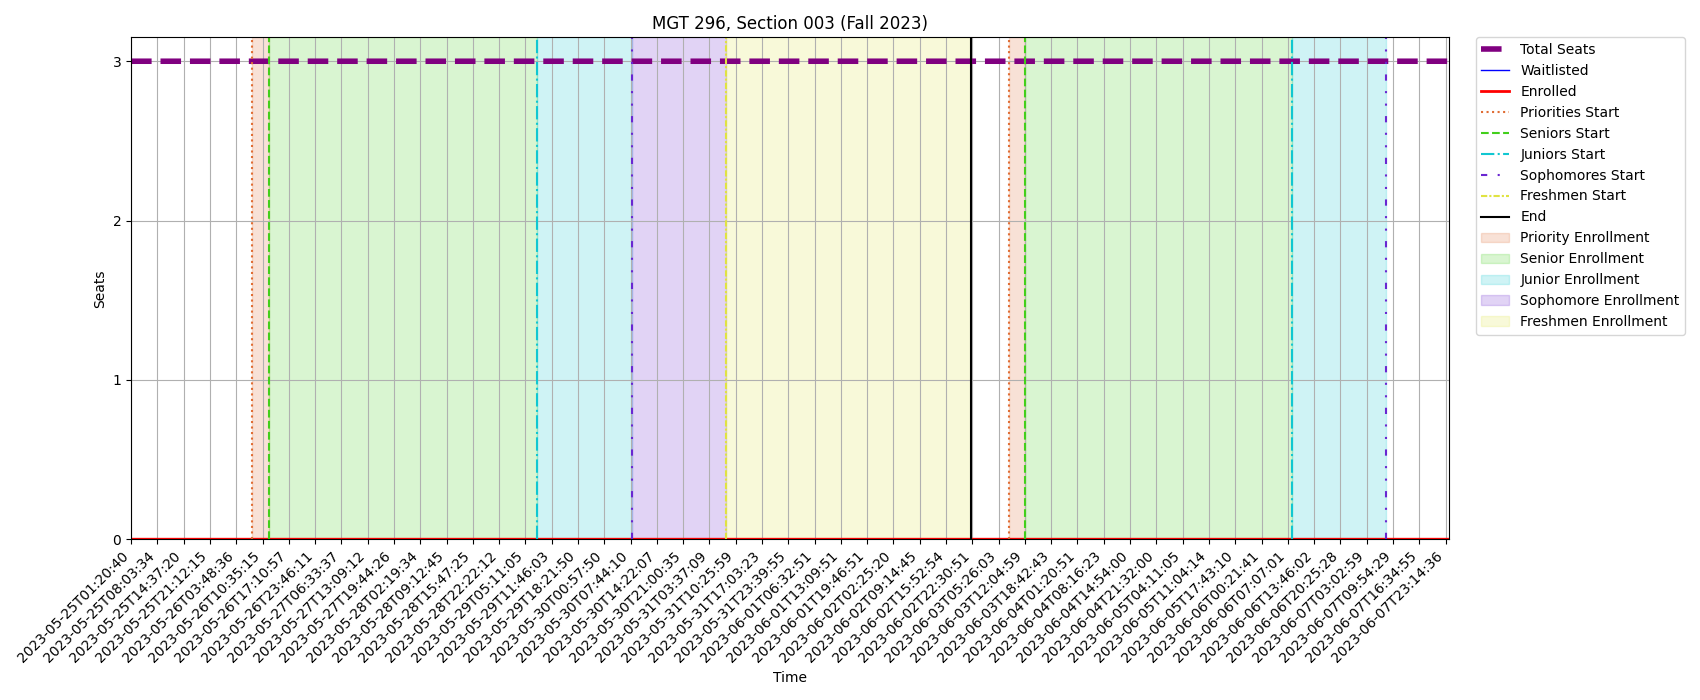 MGT 296, Section 003 (Fall 2023)
3
2
1
0
Seats
2023-05-25T01:20:40
2023-05-25T08:03:34
2023-05-25T14:37:20
2023-05-25T21:12:15
2023-05-26T03:48:36
2023-05-26T10:35:15
2023-05-26T17:10:57
2023-05-26T23:46:11
2023-05-27T06:33:37
2023-05-27T13:09:12
2023-05-27T19:44:26
2023-05-28T02:19:34
2023-05-28T09:12:45
2023-05-28T15:47:25
2023-05-28T22:22:12
2023-05-29T05:11:05
2023-05-29T11:46:03
2023-05-29T18:21:50
2023-05-30T00:57:50
2023-05-30T07:44:10
2023-05-30T14:22:07
2023-05-30T21:00:35
2023-05-31T03:37:09
2023-05-31T10:25:59
2023-05-31T17:03:23
2023-05-31T23:39:55
2023-06-01T06:32:51
2023-06-01T13:09:51
2023-06-01T19:46:51
2023-06-02T02:25:20
2023-06-02T09:14:45
2023-06-02T15:52:54
2023-06-02T22:30:51
2023-06-03T05:26:03
2023-06-03T12:04:59
2023-06-03T18:42:43
2023-06-04T01:20:51
2023-06-04T08:16:23
2023-06-04T14:54:00
2023-06-04T21:32:00
2023-06-05T04:11:05
2023-06-05T11:04:14
2023-06-05T17:43:10
2023-06-06T00:21:41
2023-06-06T07:07:01
2023-06-06T13:46:02
2023-06-06T20:25:28
2023-06-07T03:02:59
2023-06-07T09:54:29
2023-06-07T16:34:55
2023-06-07T23:14:36
Time
Total Seats
Waitlisted
Enrolled
Priorities Start
Seniors Start
Juniors Start
Sophomores Start
Freshmen Start
End
Priority Enrollment
Senior Enrollment
Junior Enrollment
Sophomore Enrollment
Freshmen Enrollment